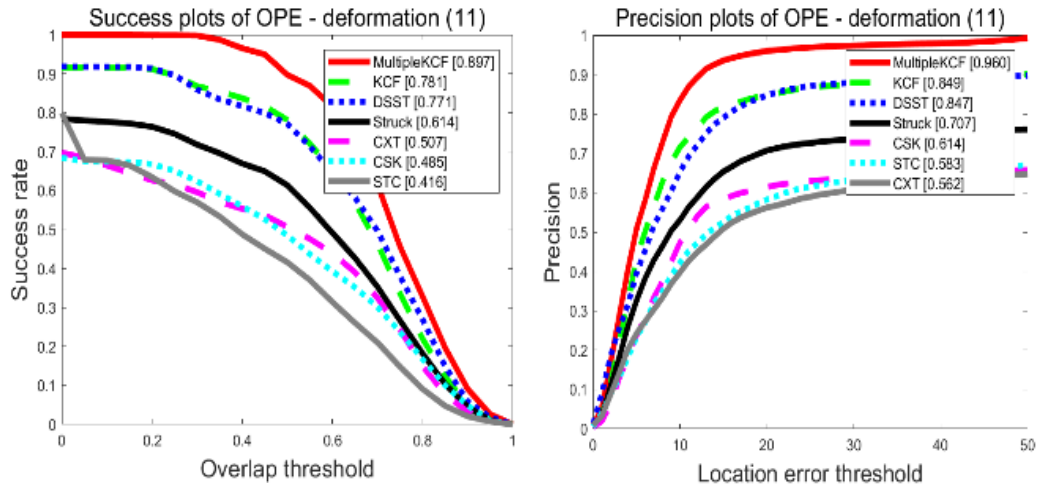 Success plots of OPE - deformation (11)
1
0.9
0.8
0.7
0.6
0.5
0.4
0.3
0.2
0.1
0
Success rate
MultipleKCF [0.897]
KCF [0.781]
DSST [0.771]
Struck [0.614]
CXT [0.507]
CSK [0.485]
STC [0.416]
0 0.2 0.4 0.6 0.8 1
Overlap threshold
Precision plots of OPE - deformation (11)
1
0.9
0.8
0.7
0.6
0.5
0.4
0.3
0.2
0.1
0
Precision
MultipleKCF [0.960]
KCF [0.849]
DSST [0.847]
Struck [0.707]
CSK [0.614]
STC [0.583]
CXT [0.562]
0 10 20 30 40 50
Location error threshold